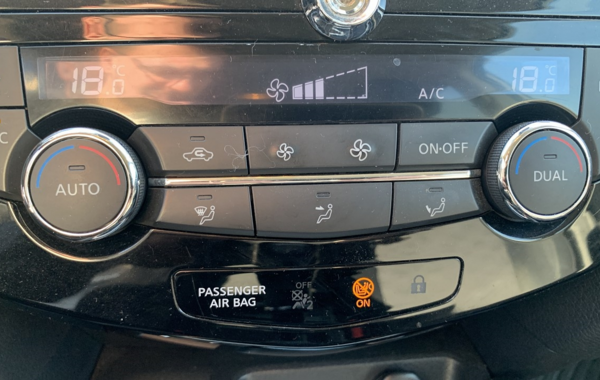 18.0°C
A/C
18.0°C
C
AUTO
ON·OFF
DUAL
PASSENGER
AIR BAG
OFF
ON